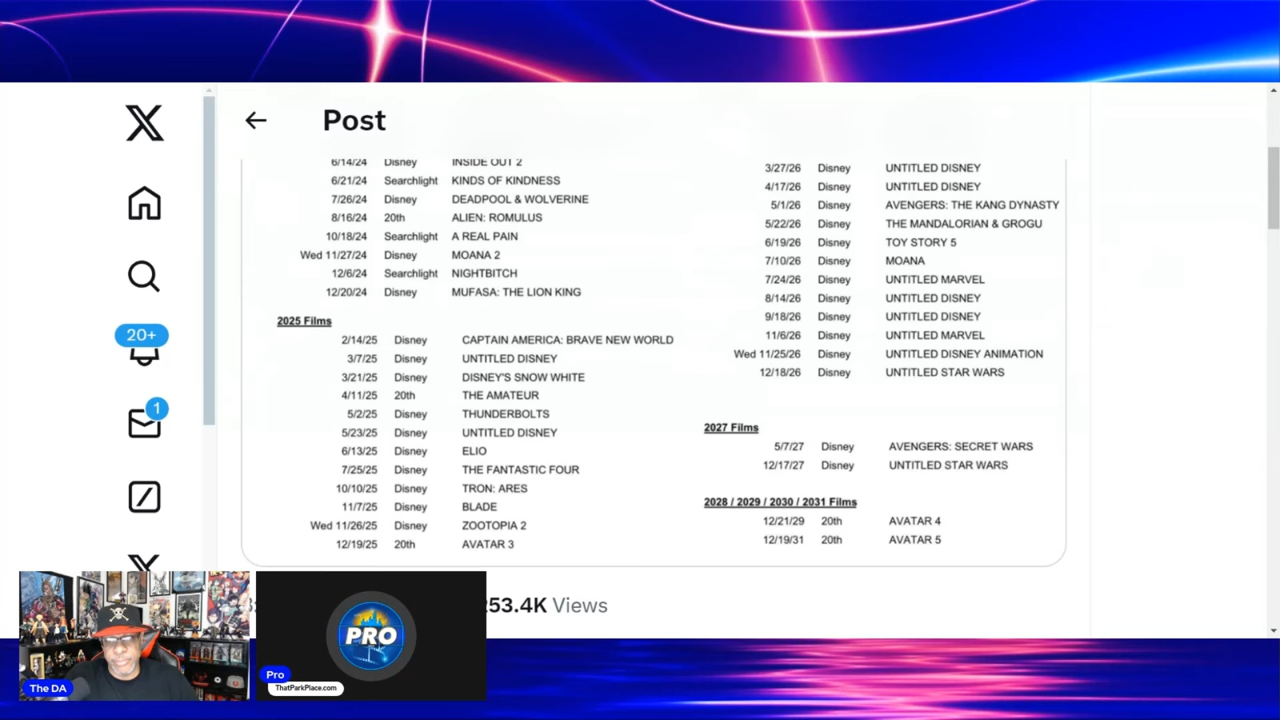 Post
6/14/24 Disney INSIDE OUT 2
6/21/24 Searchlight KINDS OF KINDNESS
7/26/24 Disney DEADPOOL & WOLVERINE
8/16/24 20th ALIEN: ROMULUS
10/18/24 Searchlight A REAL PAIN
Wed 11/27/24 Disney MOANA 2
12/6/24 Searchlight NIGHTBITCH
12/20/24 Disney MUFASA: THE LION KING
2025 Films
2/14/25 Disney CAPTAIN AMERICA: BRAVE NEW WORLD
3/7/25 Disney UNTITLED DISNEY
3/21/25 Disney DISNEY'S SNOW WHITE
4/11/25 20th THE AMATEUR
5/2/25 Disney THUNDERBOLTS
5/23/25 Disney UNTITLED DISNEY
6/13/25 Disney ELIO
7/25/25 Disney THE FANTASTIC FOUR
10/10/25 Disney TRON: ARES
11/7/25 Disney BLADE
Wed 11/26/25 Disney ZOOTOPIA 2
12/19/25 20th AVATAR 3
3/27/26 Disney UNTITLED DISNEY
4/17/26 Disney UNTITLED DISNEY
5/1/26 Disney AVENGERS: THE KANG DYNASTY
5/22/26 Disney THE MANDALORIAN & GROGU
6/19/26 Disney TOY STORY 5
7/10/26 Disney MOANA
7/24/26 Disney UNTITLED MARVEL
8/14/26 Disney UNTITLED DISNEY
9/18/26 Disney UNTITLED DISNEY
11/6/26 Disney UNTITLED MARVEL
Wed 11/25/26 Disney UNTITLED DISNEY ANIMATION
12/18/26 Disney UNTITLED STAR WARS
2027 Films
5/7/27 Disney AVENGERS: SECRET WARS
12/17/27 Disney UNTITLED STAR WARS
2028 / 2029 / 2030 / 2031 Films
12/21/29 20th AVATAR 4
12/19/31 20th AVATAR 5
20+
1
253.4K Views
The DA
PRO
Pro
ThatParkPlace.com